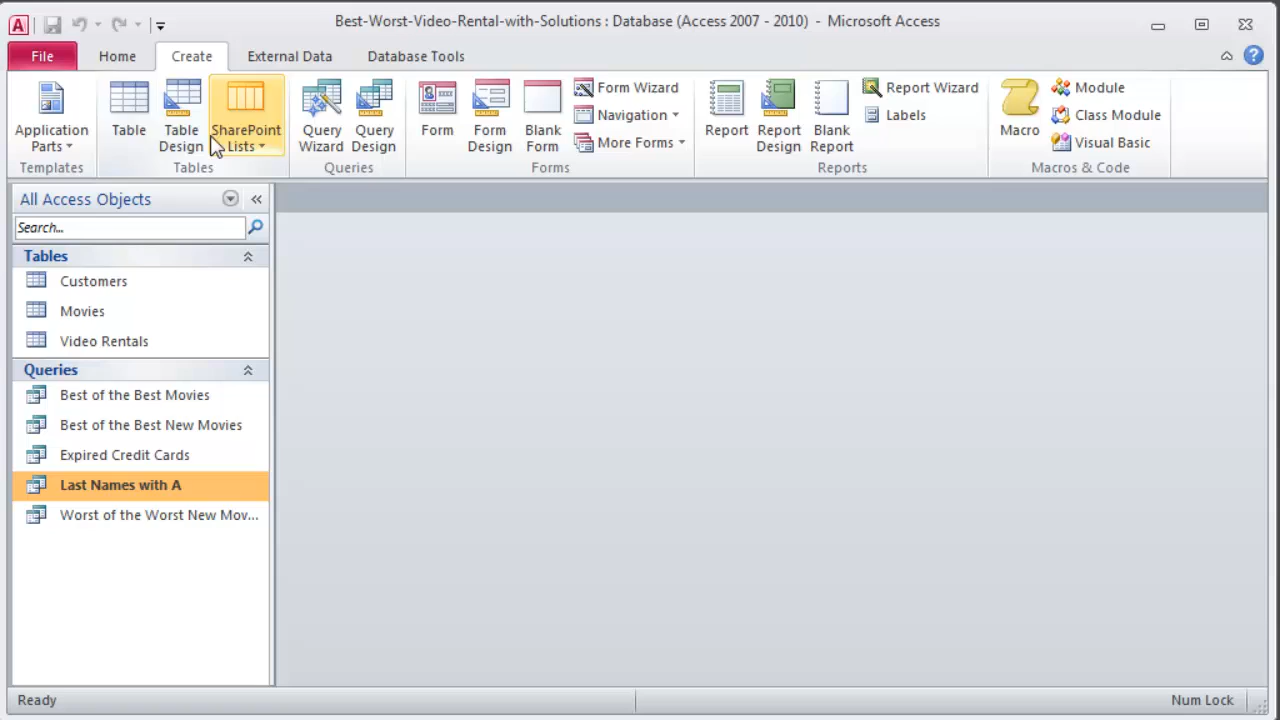 Best-Worst-Video-Rental-with-Solutions : Database (Access 2007 - 2010) - Microsoft Access
File Home Create External Data Database Tools
Application Parts
Table
Table Design
SharePoint Lists
Query Wizard
Query Design
Form
Form Design
Blank Form
Form Wizard
Navigation
More Forms
Report
Report Design
Blank Report
Report Wizard
Labels
Macro
Module
Class Module
Visual Basic
Templates Tables Queries Forms Reports Macros & Code
All Access Objects
Search...
Tables
Customers
Movies
Video Rentals
Queries
Best of the Best Movies
Best of the Best New Movies
Expired Credit Cards
Last Names with A
Worst of the Worst New Mov...
Ready Num Lock